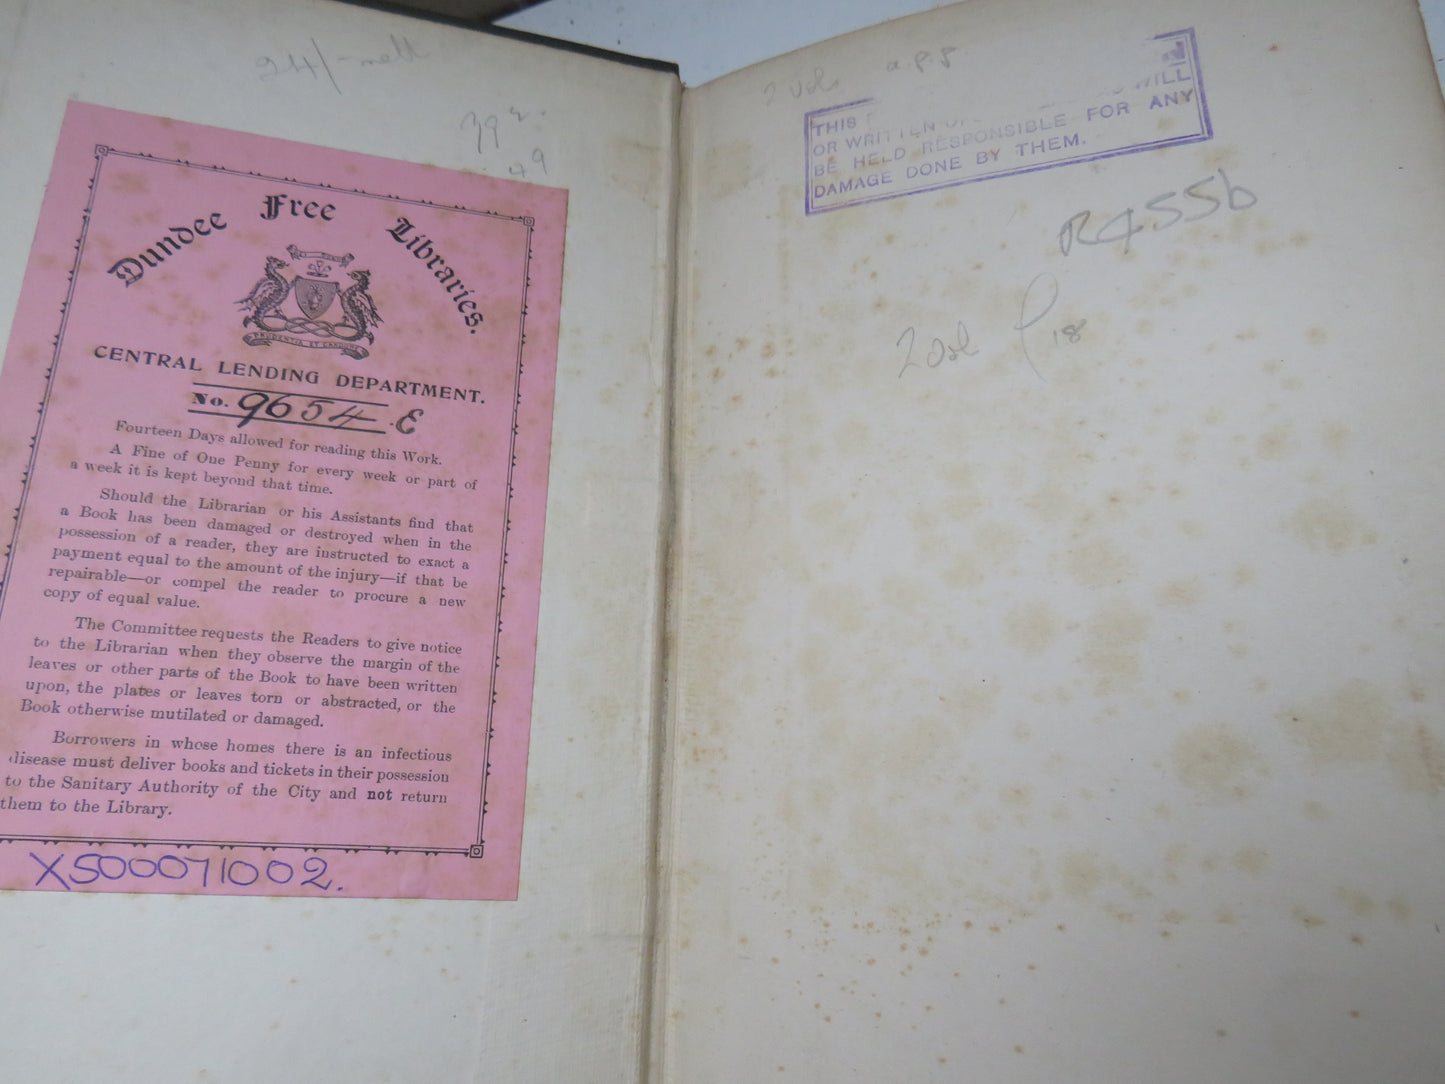 24/- nett
Dundee Free Libraries.
PRUDENTIA ET CANDORE
CENTRAL LENDING DEPARTMENT.
No. 9654 E
Fourteen Days allowed for reading this Work.
A Fine of One Penny for every week or part of
a week it is kept beyond that time.
Should the Librarian or his Assistants find that
a Book has been damaged or destroyed when in the
possession of a reader, they are instructed to exact a
payment equal to the amount of the injury—if that be
repairable—or compel the reader to procure a new
copy of equal value.
The Committee requests the Readers to give notice
to the Librarian when they observe the margin of the
leaves or other parts of the Book to have been written
upon, the plates or leaves torn or abstracted, or the
Book otherwise mutilated or damaged.
Borrowers in whose homes there is an infectious
disease must deliver books and tickets in their possession
to the Sanitary Authority of the City and not return
them to the Library.
XS00071002.
2 vols
THIS
OR WRITTEN WILL
BE HELD RESPONSIBLE FOR ANY
DAMAGE DONE BY THEM.
R455b
2 vol 18